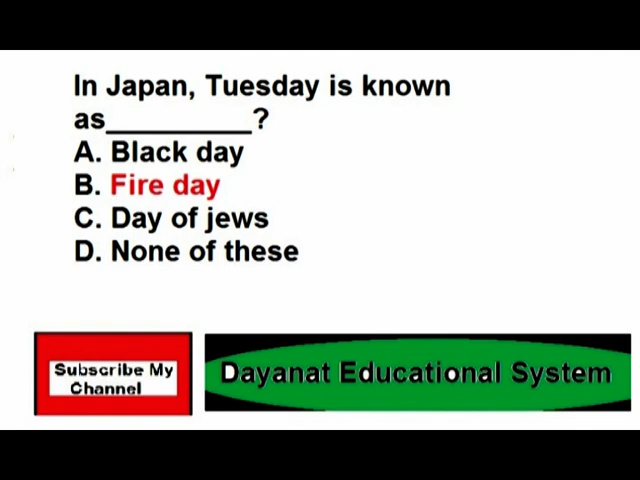 In Japan, Tuesday is known
as_________?
A. Black day
B. Fire day
C. Day of jews
D. None of these
Subscribe My
Channel
Dayanat Educational System